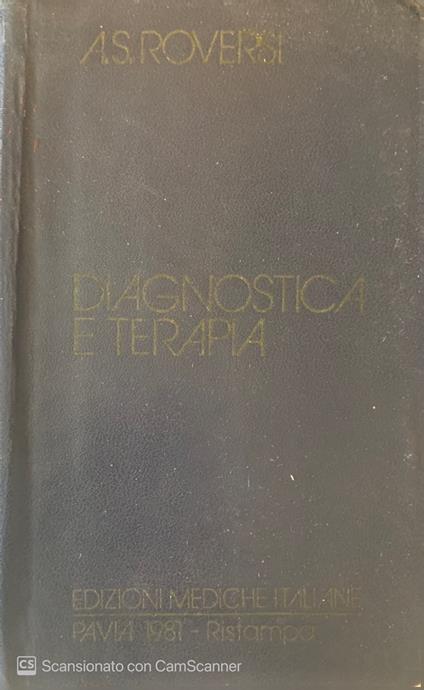 A.S. ROVERSI
DIAGNOSTICA
E TERAPIA
EDIZIONI MEDICHE ITALIANE
PAVIA 1981 - Ristampa
CS Scansionato con CamScanner